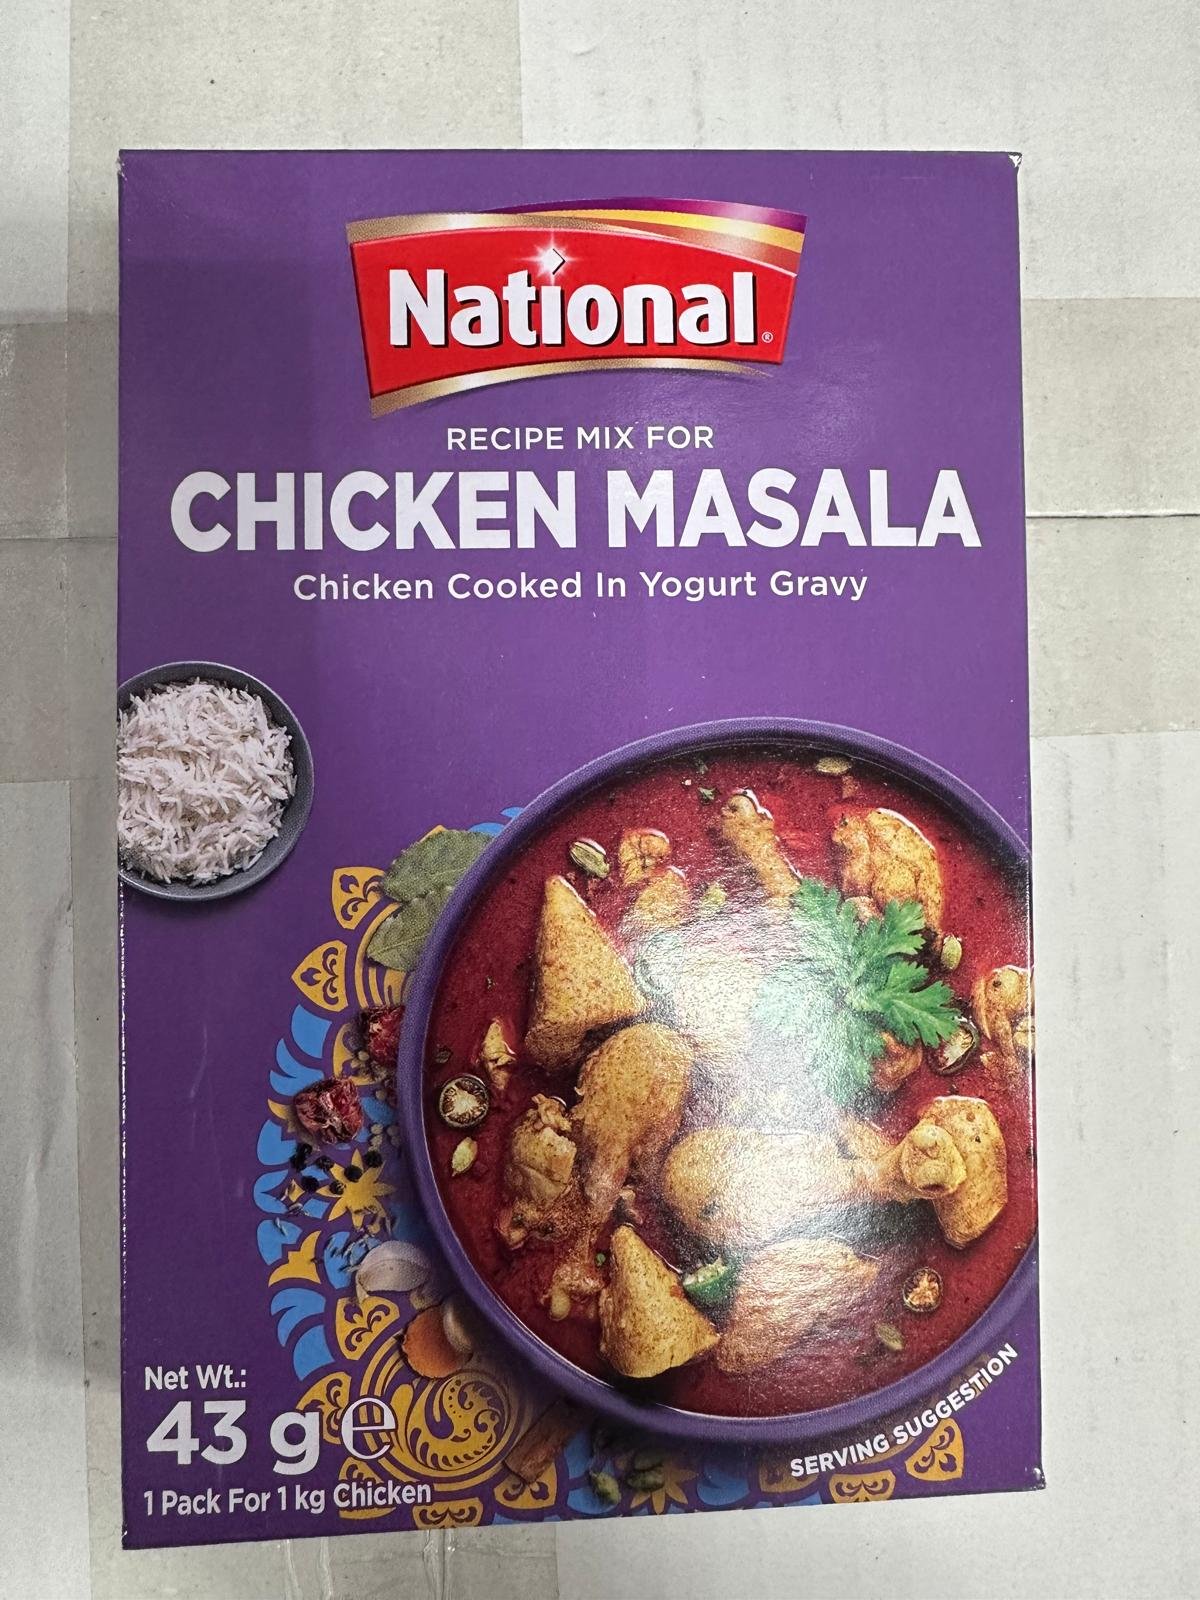 National®
RECIPE MIX FOR
CHICKEN MASALA
Chicken Cooked In Yogurt Gravy
Net Wt.:
43 g ℮
1 Pack For 1 kg Chicken
SERVING SUGGESTION